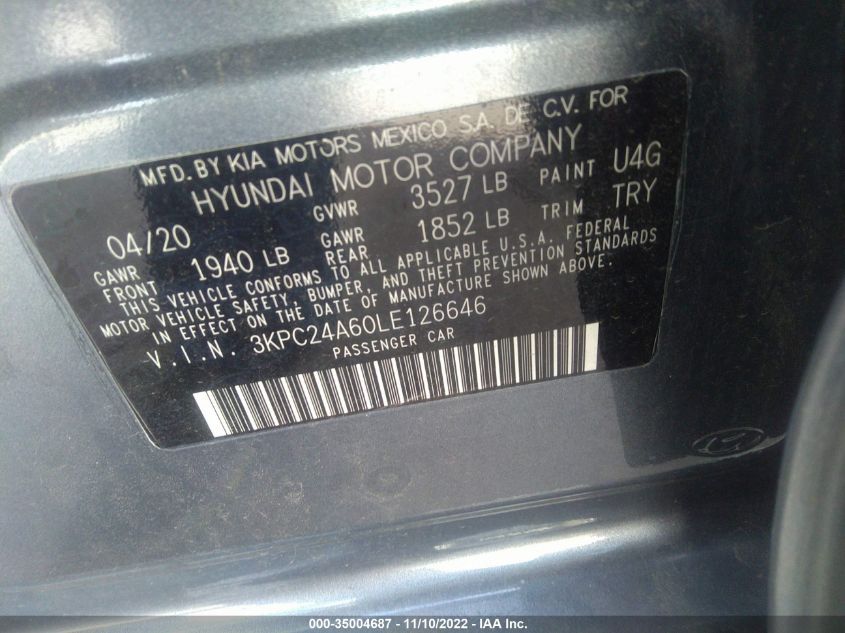 MFD. BY KIA MOTORS MEXICO S.A. DE C.V. FOR
HYUNDAI MOTOR COMPANY
04/20 GVWR 3527 LB PAINT U4G
GAWR FRONT 1940 LB GAWR REAR 1852 LB TRIM TRY
THIS VEHICLE CONFORMS TO ALL APPLICABLE U.S.A. FEDERAL
MOTOR VEHICLE SAFETY, BUMPER, AND THEFT PREVENTION STANDARDS
IN EFFECT ON THE DATE OF MANUFACTURE SHOWN ABOVE.
V.I.N. 3KPC24A60LE126646
PASSENGER CAR
000-35004687 - 11/10/2022 - IAA Inc.